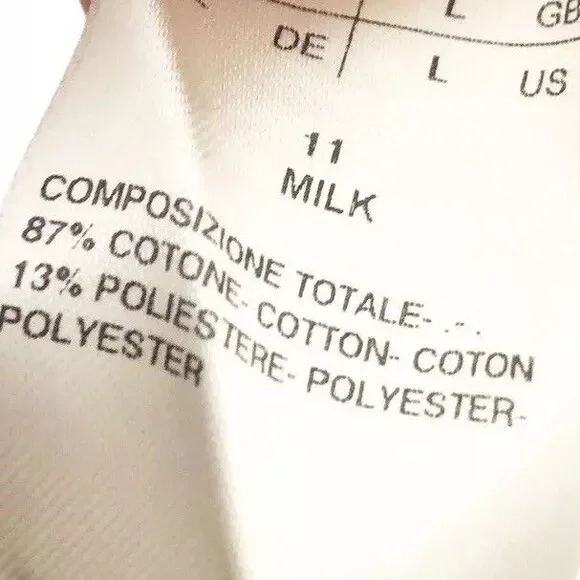 L GB
DE L US
11
MILK
COMPOSIZIONE TOTALE- .-.
87% COTONE- COTTON- COTON
13% POLIESTERE- POLYESTER-
POLYESTER